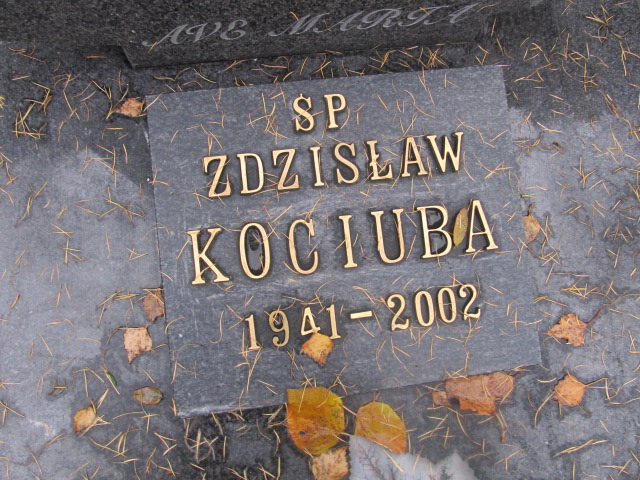 AVE MARIA
SP
ZDZISŁAW
KOCIUBA
1941-2002